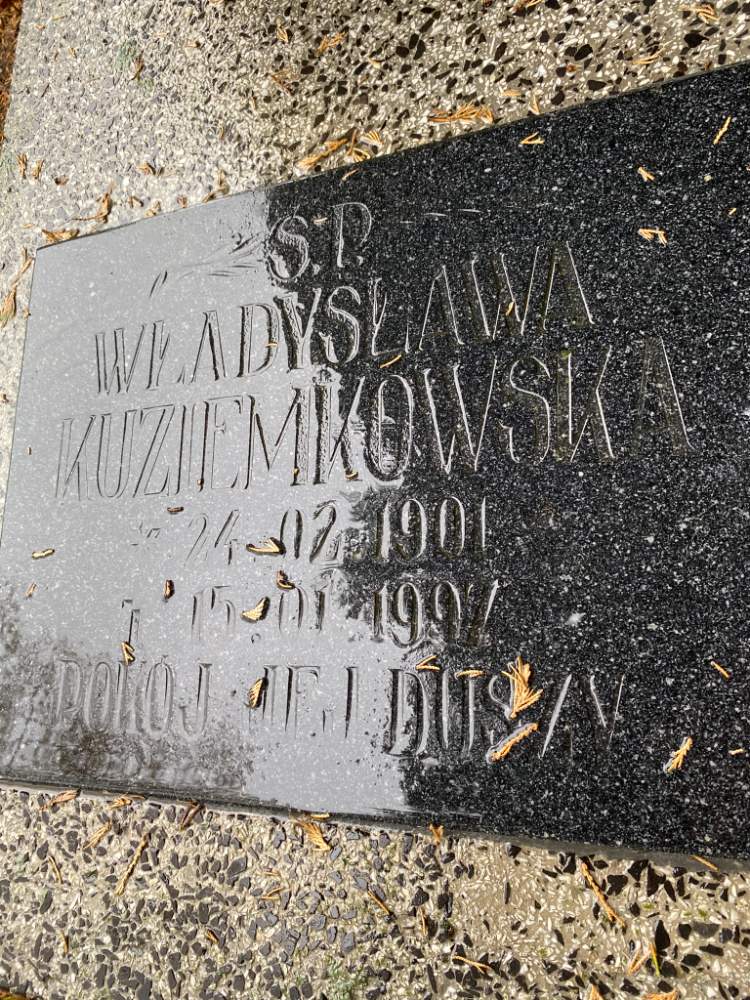 Ś.P.
WŁADYSŁAWA
KUZIEMKOWSKA
* 24.02.1901
† 15.01.1997
POKÓJ JEJ DUSZY